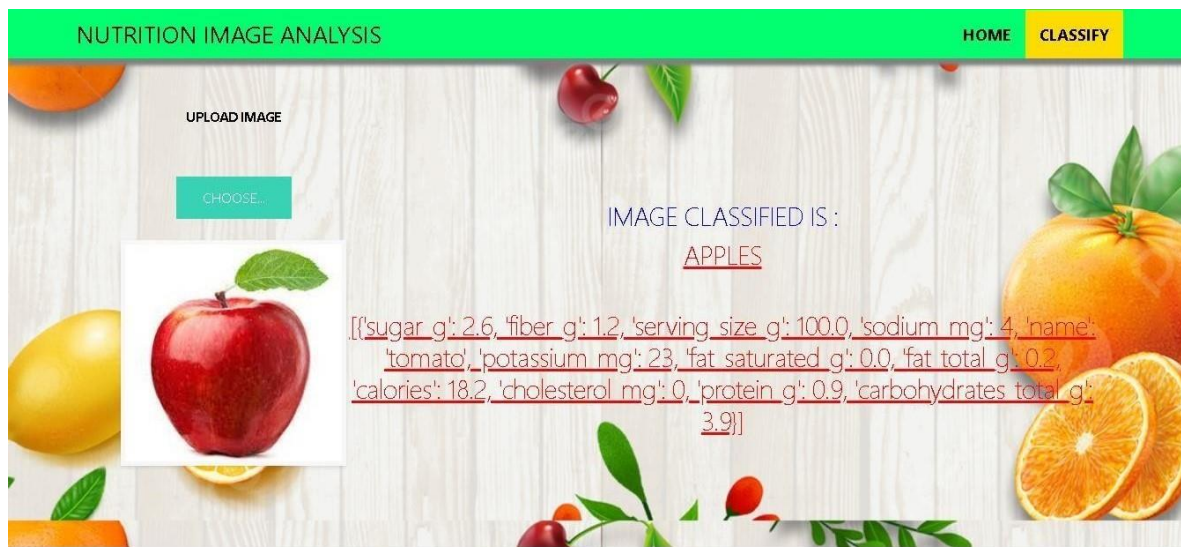 NUTRITION IMAGE ANALYSIS
HOME
CLASSIFY
UPLOAD IMAGE
CHOOSE...
IMAGE CLASSIFIED IS :
APPLES
[{'sugar_g': 2.6, 'fiber_g': 1.2, 'serving_size_g': 100.0, 'sodium_mg': 4, 'name':
'tomato', 'potassium_mg': 23, 'fat_saturated_g': 0.0, 'fat_total_g': 0.2,
'calories': 18.2, 'cholesterol_mg': 0, 'protein_g': 0.9, 'carbohydrates_total_g':
3.9}]